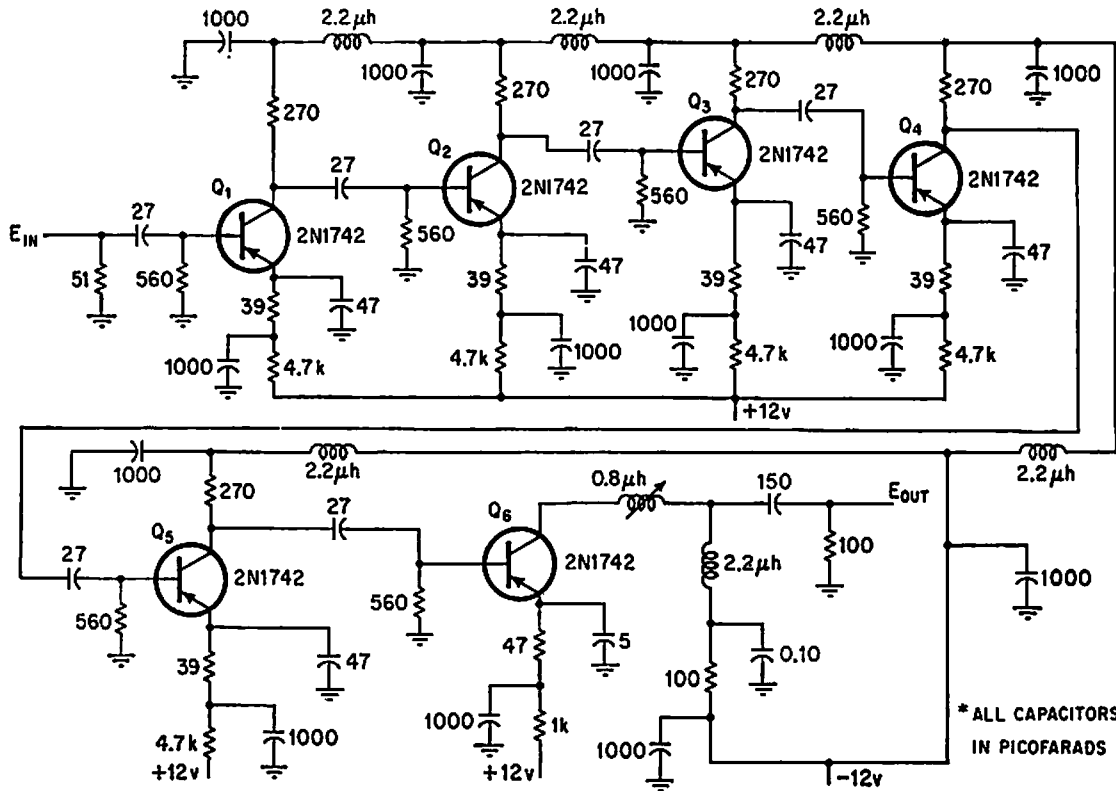 1000
2.2μh
2.2μh
2.2μh
1000
1000
1000
270
270
270
270
27
Q3
27
Q4
Q2
27
2N1742
2N1742
2N1742
Q1
27
560
560
EIN
27
2N1742
560
47
47
51
560
47
39
39
39
39
47
1000
1000
1000
1000
4.7k
4.7k
4.7k
4.7k
+12v
1000
2.2μh
0.8μh
150
EOUT
2.2μh
270
27
Q6
Q5
27
2N1742
2N1742
2.2μh
100
1000
560
560
47
5
39
47
100
0.10
1000
1000
1k
1000
4.7k
+12v
+12v
-12v
* ALL CAPACITORS
IN PICOFARADS